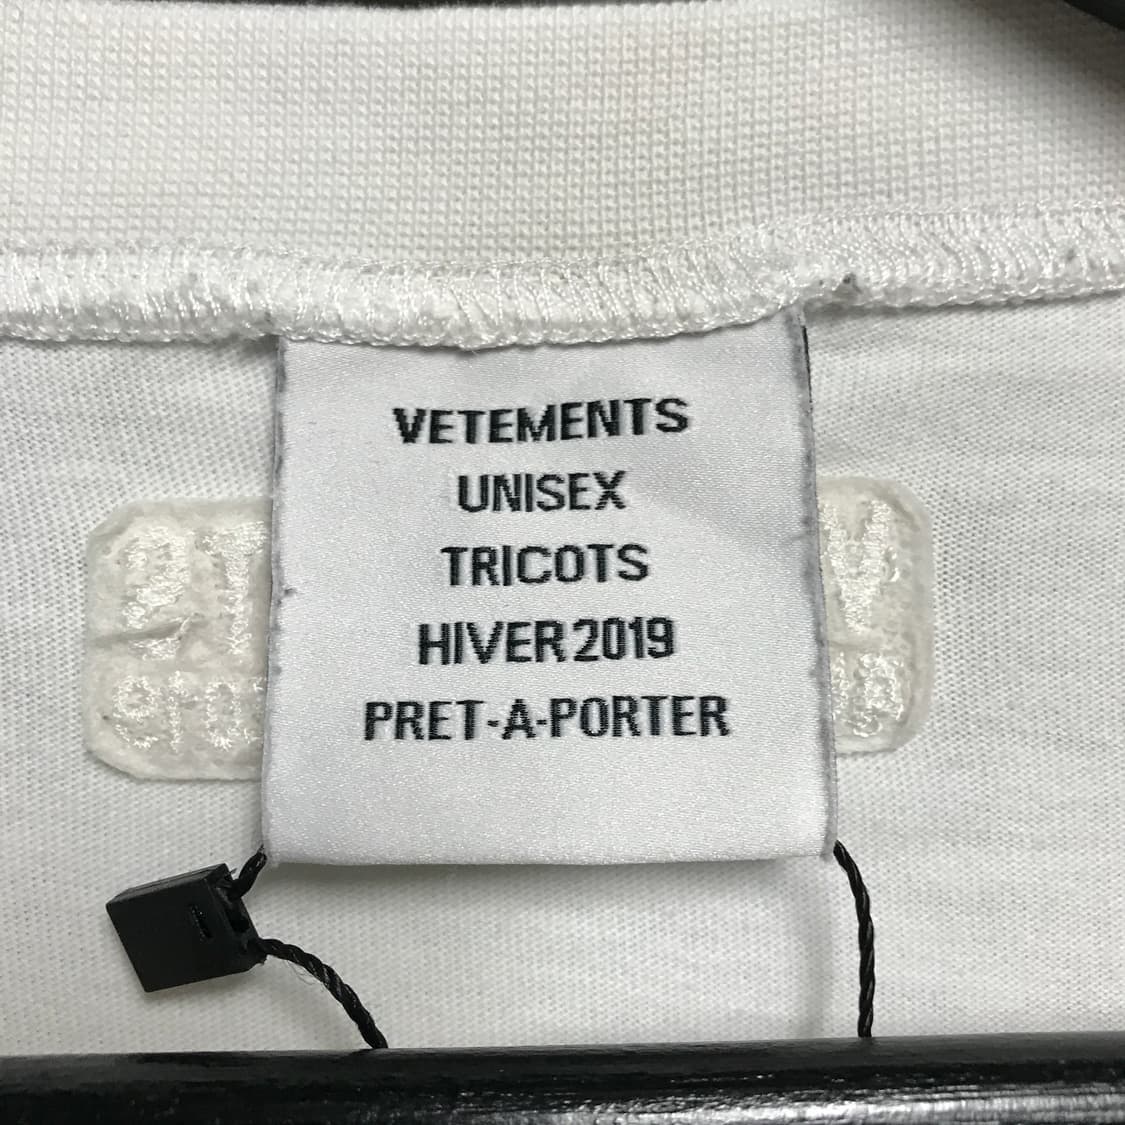 VETEMENTS
UNISEX
TRICOTS
HIVER 2019
PRET-A-PORTER